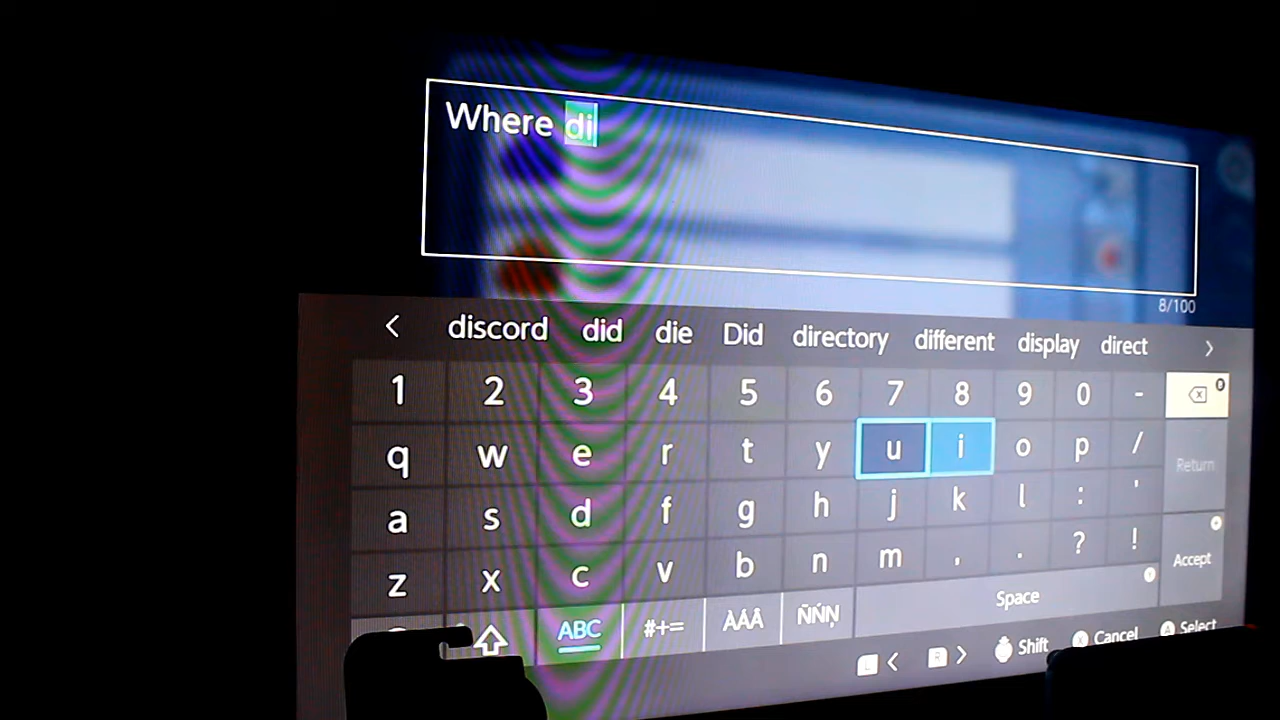 Where di
8/100
< discord did die Did directory different display direct >
1 2 3 4 5 6 7 8 9 0 -
q w e r t y u i o p /
Return
a s d f g h j k l : '
z x c v b n m , . ? !
Accept
ABC #+= ÀÁÂ ÑŃŅ Space
L < R > Shift X Cancel A Select